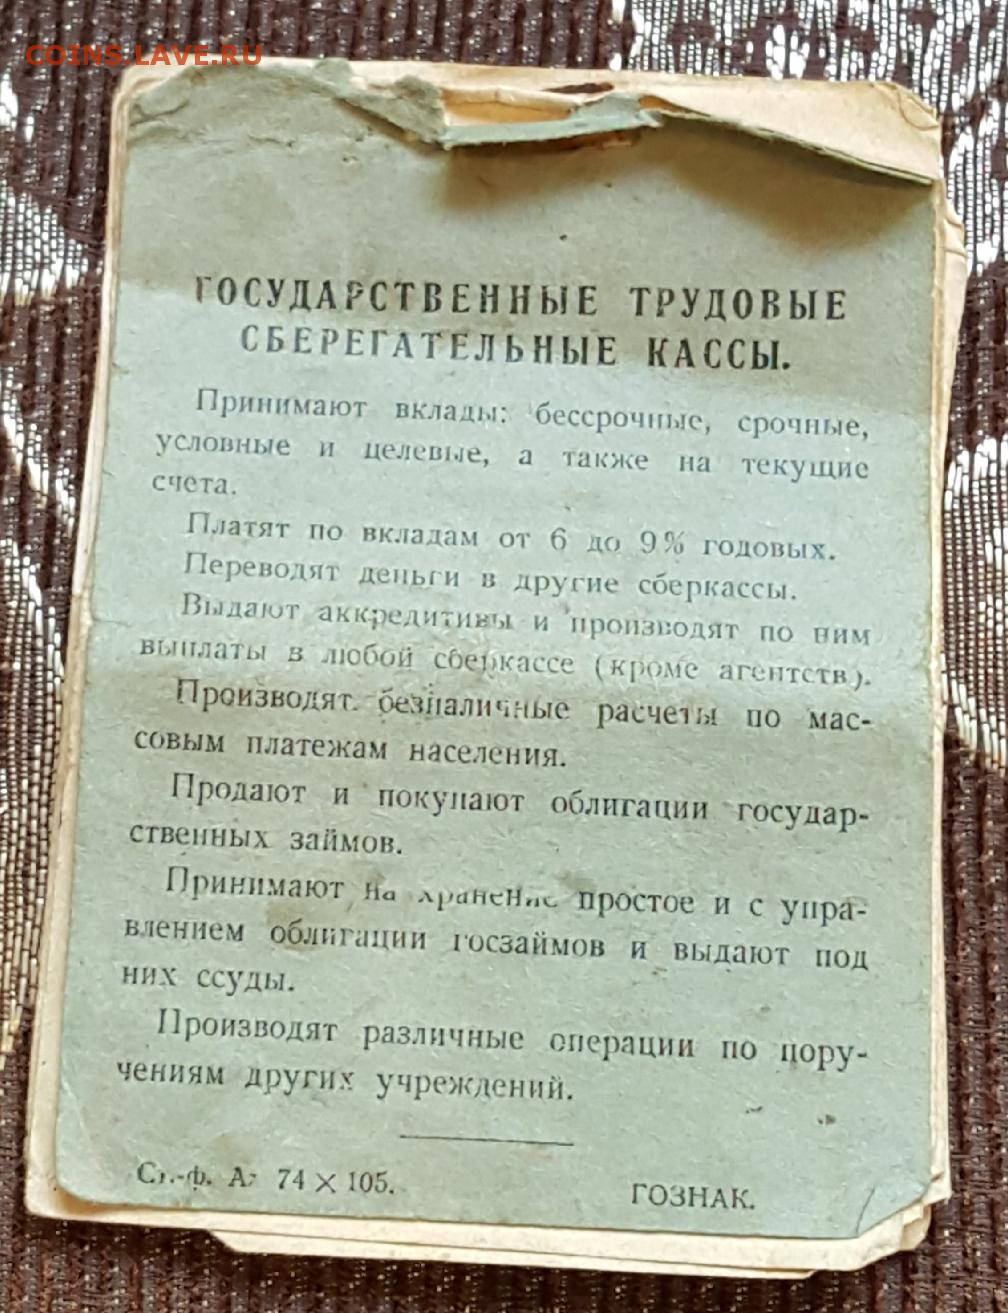 COINS.LAVE.RU
ГОСУДАРСТВЕННЫЕ ТРУДОВЫЕ
СБЕРЕГАТЕЛЬНЫЕ КАССЫ.
Принимают вклады: бессрочные, срочные,
условные и целевые, а также на текущие
счета.
Платят по вкладам от 6 до 9% годовых.
Переводят деньги в другие сберкассы.
Выдают аккредитивы и производят по ним
выплаты в любой сберкассе (кроме агентств).
Производят безналичные расчеты по мас-
совым платежам населения.
Продают и покупают облигации государ-
ственных займов.
Принимают на хранение простое и с упра-
влением облигации госзаймов и выдают под
них ссуды.
Производят различные операции по пору-
чениям других учреждений.
Ст.-ф. А7 74 × 105.
ГОЗНАК.